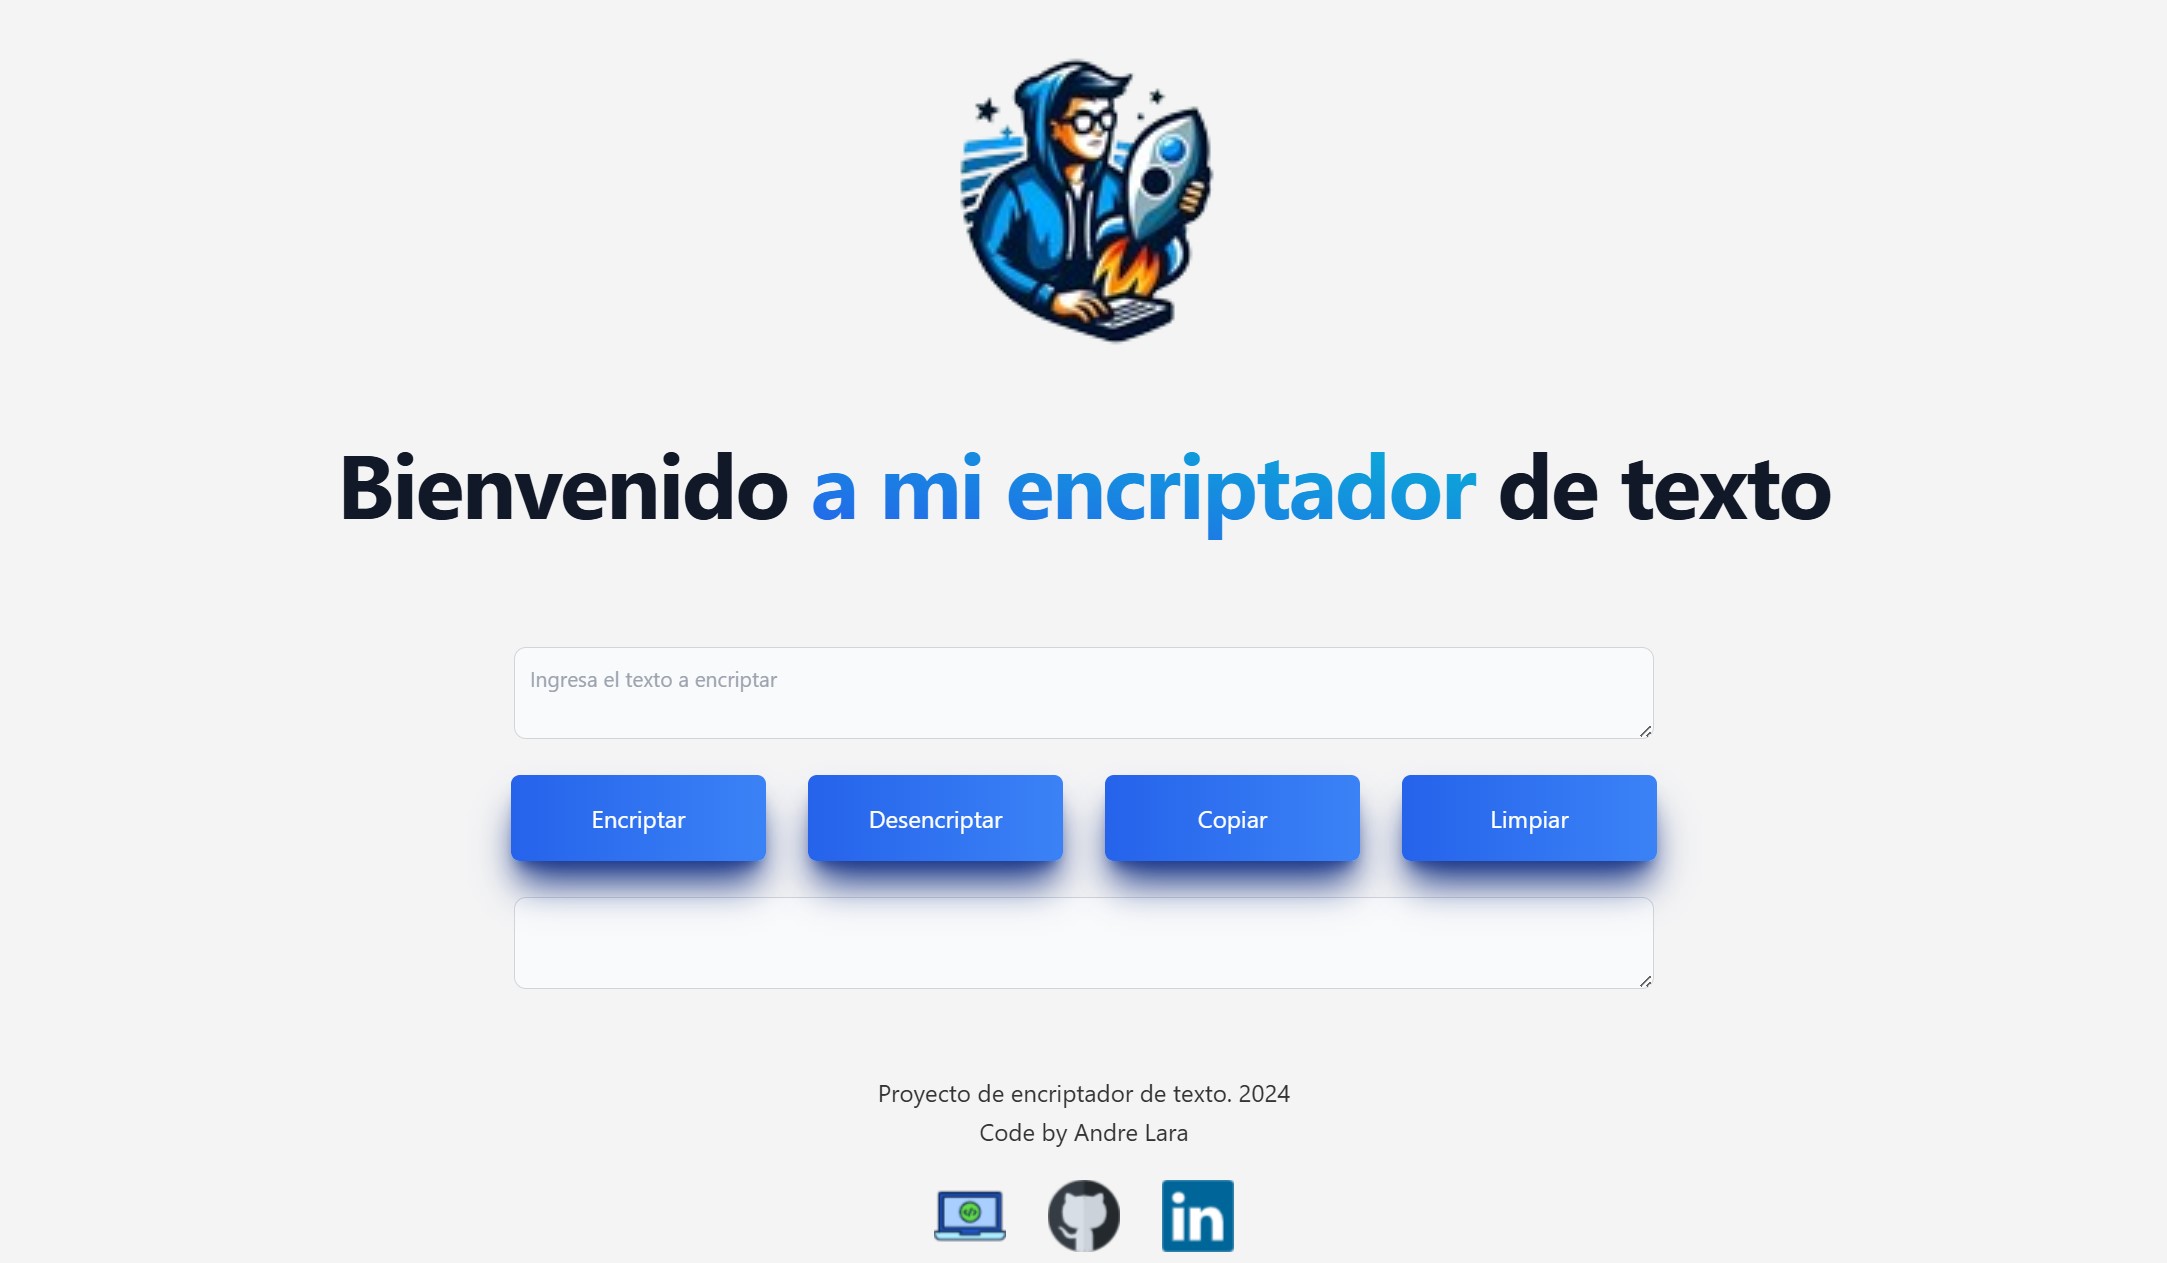 Bienvenido a mi encriptador de texto
Ingresa el texto a encriptar
Encriptar
Desencriptar
Copiar
Limpiar
Proyecto de encriptador de texto. 2024
Code by Andre Lara
</>
in